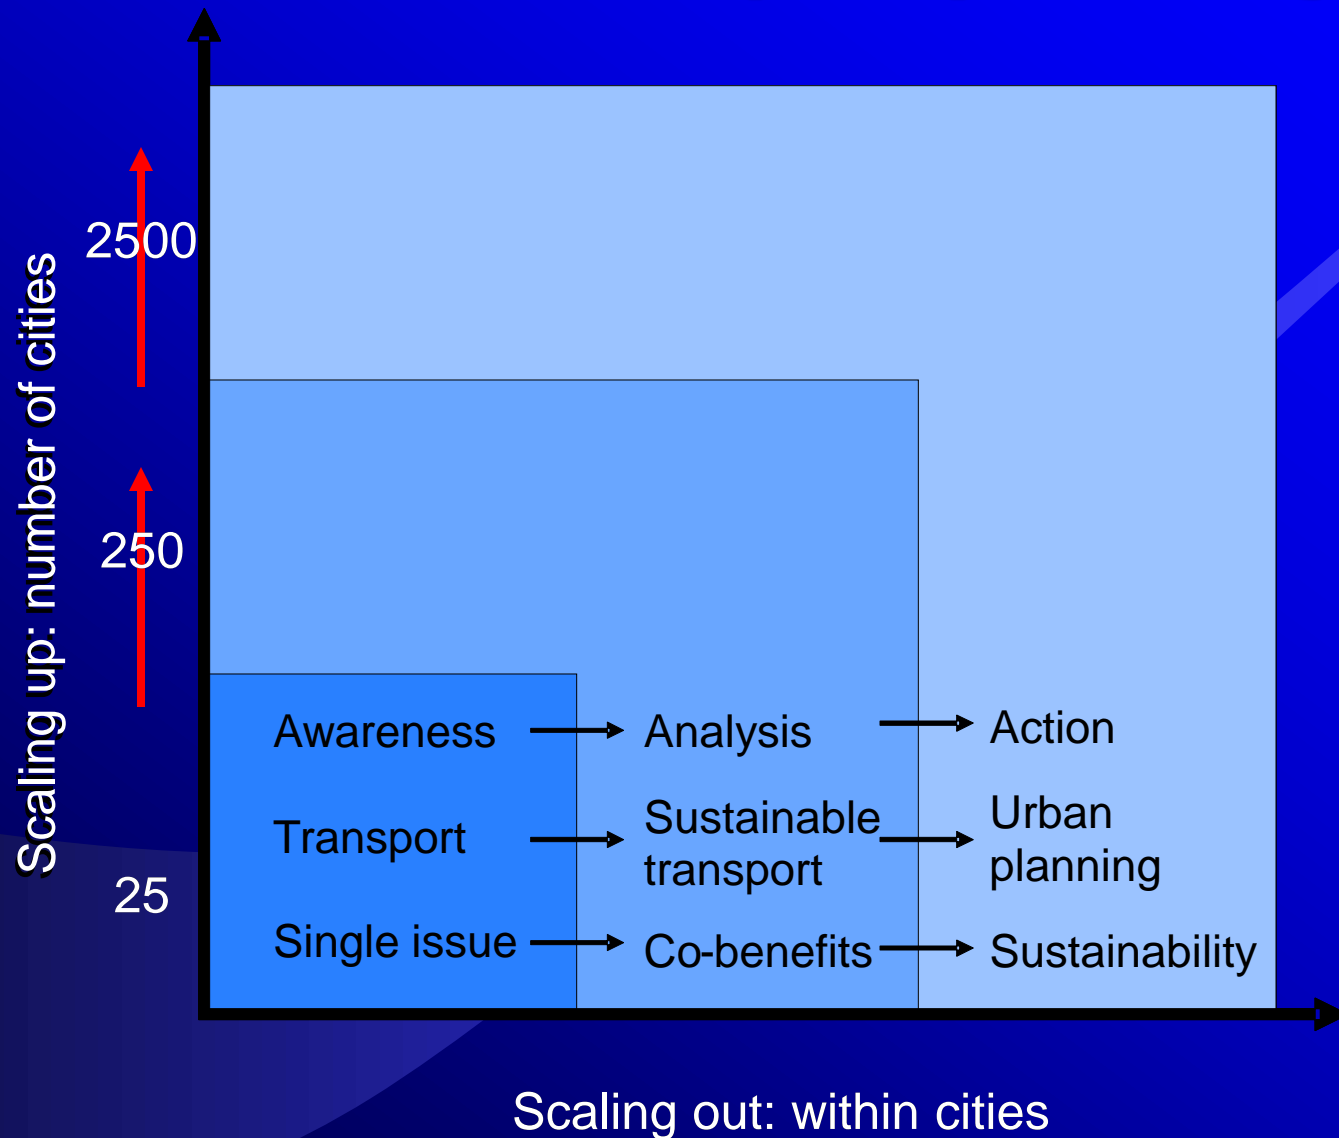 Scaling up: number of cities
2500
250
25
Awareness
Analysis
Action
Transport
Sustainable
transport
Urban
planning
Single issue
Co-benefits
Sustainability
Scaling out: within cities